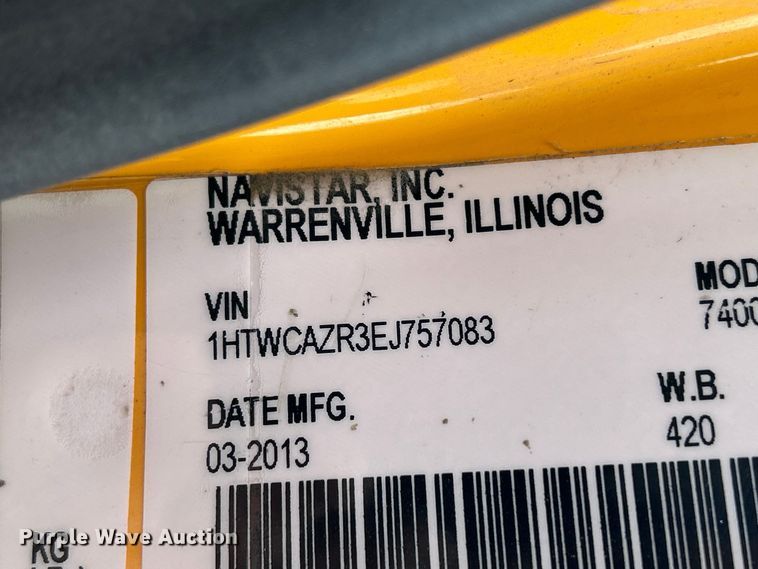 NAVISTAR, INC.
WARRENVILLE, ILLINOIS
VIN
1HTWCAZR3EJ757083
MOD
7400
DATE MFG.
03-2013
W.B.
420
KG
Purple Wave Auction